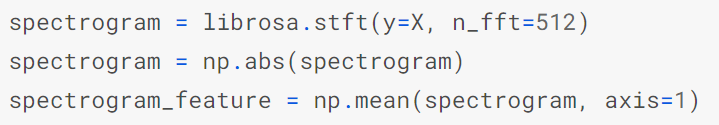 spectrogram = librosa.stft(y=X, n_fft=512)
spectrogram = np.abs(spectrogram)
spectrogram_feature = np.mean(spectrogram, axis=1)